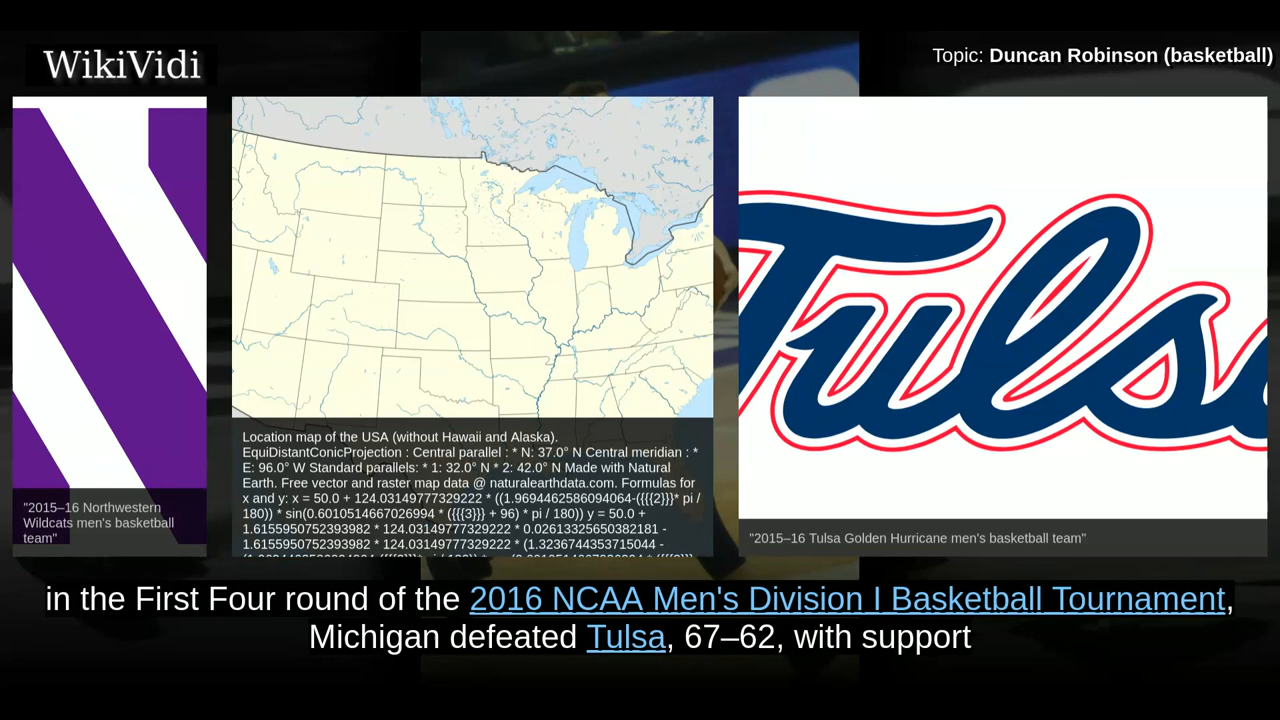 WikiVidi
Topic: Duncan Robinson (basketball)
"2015–16 Northwestern
Wildcats men's basketball
team"
Location map of the USA (without Hawaii and Alaska).
EquiDistantConicProjection : Central parallel : * N: 37.0° N Central meridian : *
E: 96.0° W Standard parallels: * 1: 32.0° N * 2: 42.0° N Made with Natural
Earth. Free vector and raster map data @ naturalearthdata.com. Formulas for
x and y: x = 50.0 + 124.03149777329222 * ((1.9694462586094064-({{{2}}}* pi /
180)) * sin(0.6010514667026994 * ({{{3}}} + 96) * pi / 180)) y = 50.0 +
1.6155950752393982 * 124.03149777329222 * 0.02613325650382181 -
1.6155950752393982 * 124.03149777329222 * (1.3236744353715044 -
Tulsa
"2015–16 Tulsa Golden Hurricane men's basketball team"
in the First Four round of the 2016 NCAA Men's Division I Basketball Tournament,
Michigan defeated Tulsa, 67–62, with support